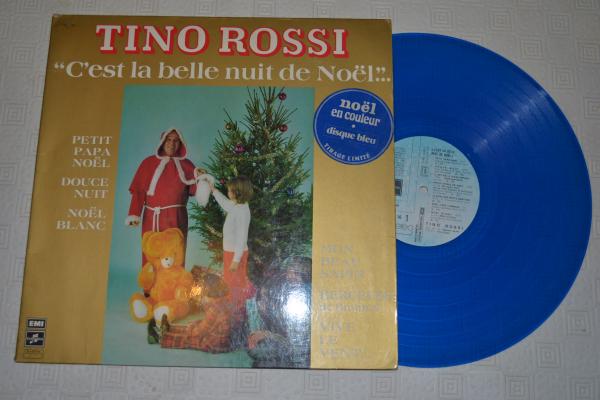 TINO ROSSI
"C'est la belle nuit de Noël"...
noël
en couleur
•
disque bleu
TIRAGE LIMITÉ
PETIT
PAPA
NOËL
DOUCE
NUIT
NOËL
BLANC
MON
BEAU
SAPIN
BERCEUSE
VIVE
LE
VENT
EMI
TINO ROSSI